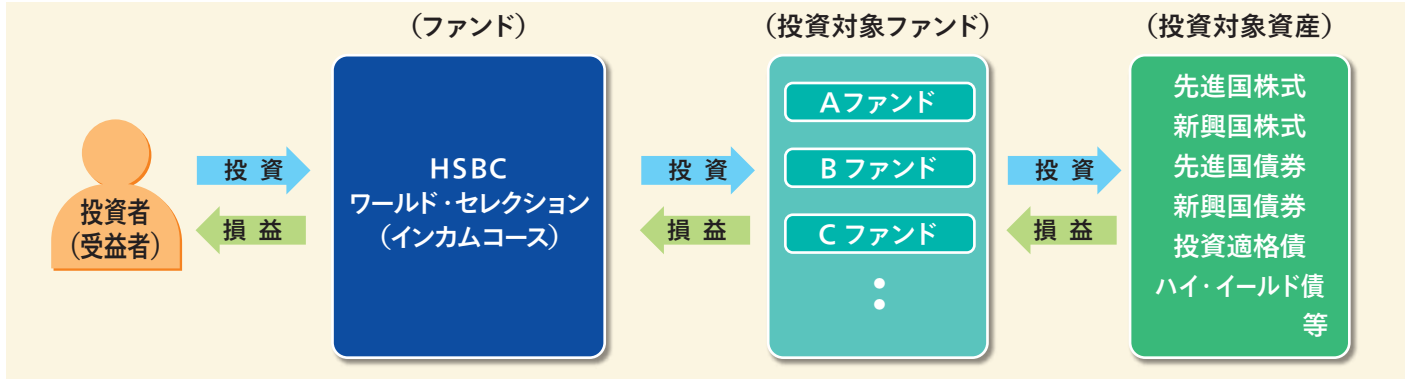 (ファンド)
(投資対象ファンド)
(投資対象資産)
投資者
(受益者)
投 資
損 益
HSBC
ワールド・セレクション
(インカムコース)
投 資
損 益
Aファンド
Bファンド
Cファンド
:
投 資
損 益
先進国株式
新興国株式
先進国債券
新興国債券
投資適格債
ハイ・イールド債
等